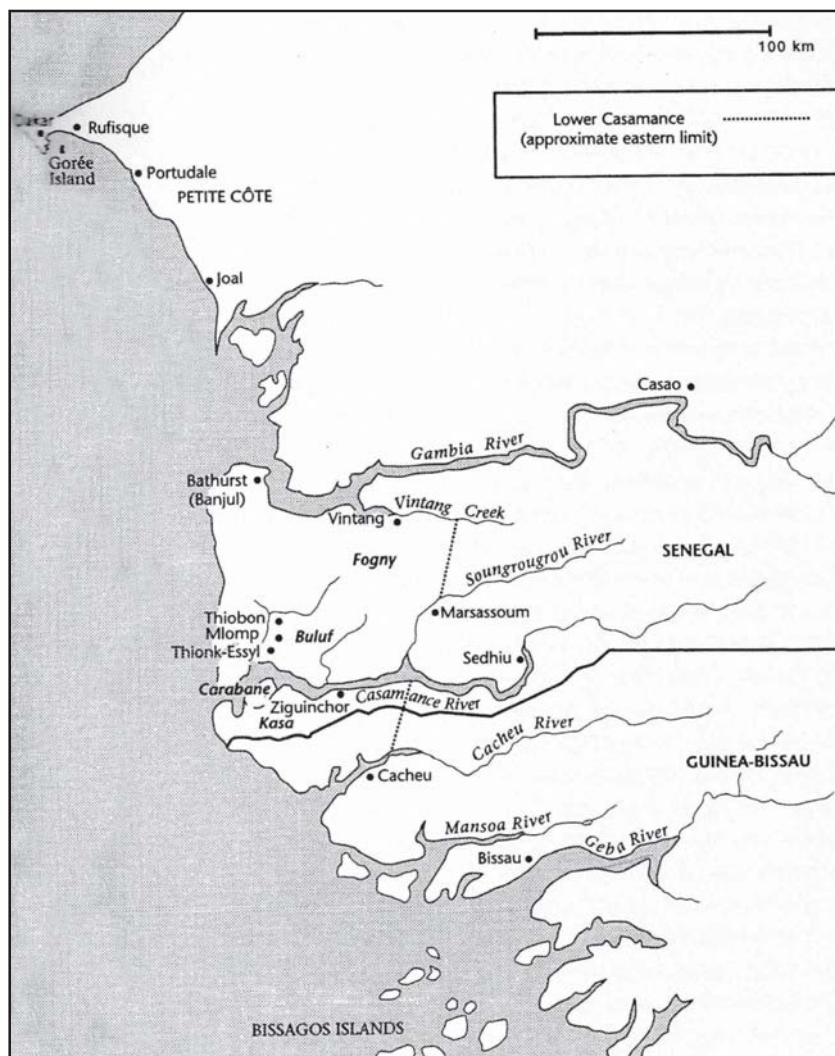 100 km
Lower Casamance
(approximate eastern limit)
Dakar
Rufisque
Gorée
Island
Portudale
PETITE CÔTE
Joal
Casao
Gambia River
Bathurst
(Banjul)
Vintang Creek
Vintang
Fogny
Soungrougrou River
SENEGAL
Thiobon
Marsassoum
Mlomp
Buluf
Thionk-Essyl
Sedhiu
Carabane
Casamance River
Ziguinchor
Kasa
Cacheu River
Cacheu
GUINEA-BISSAU
Mansoa River
Geba River
Bissau
BISSAGOS ISLANDS